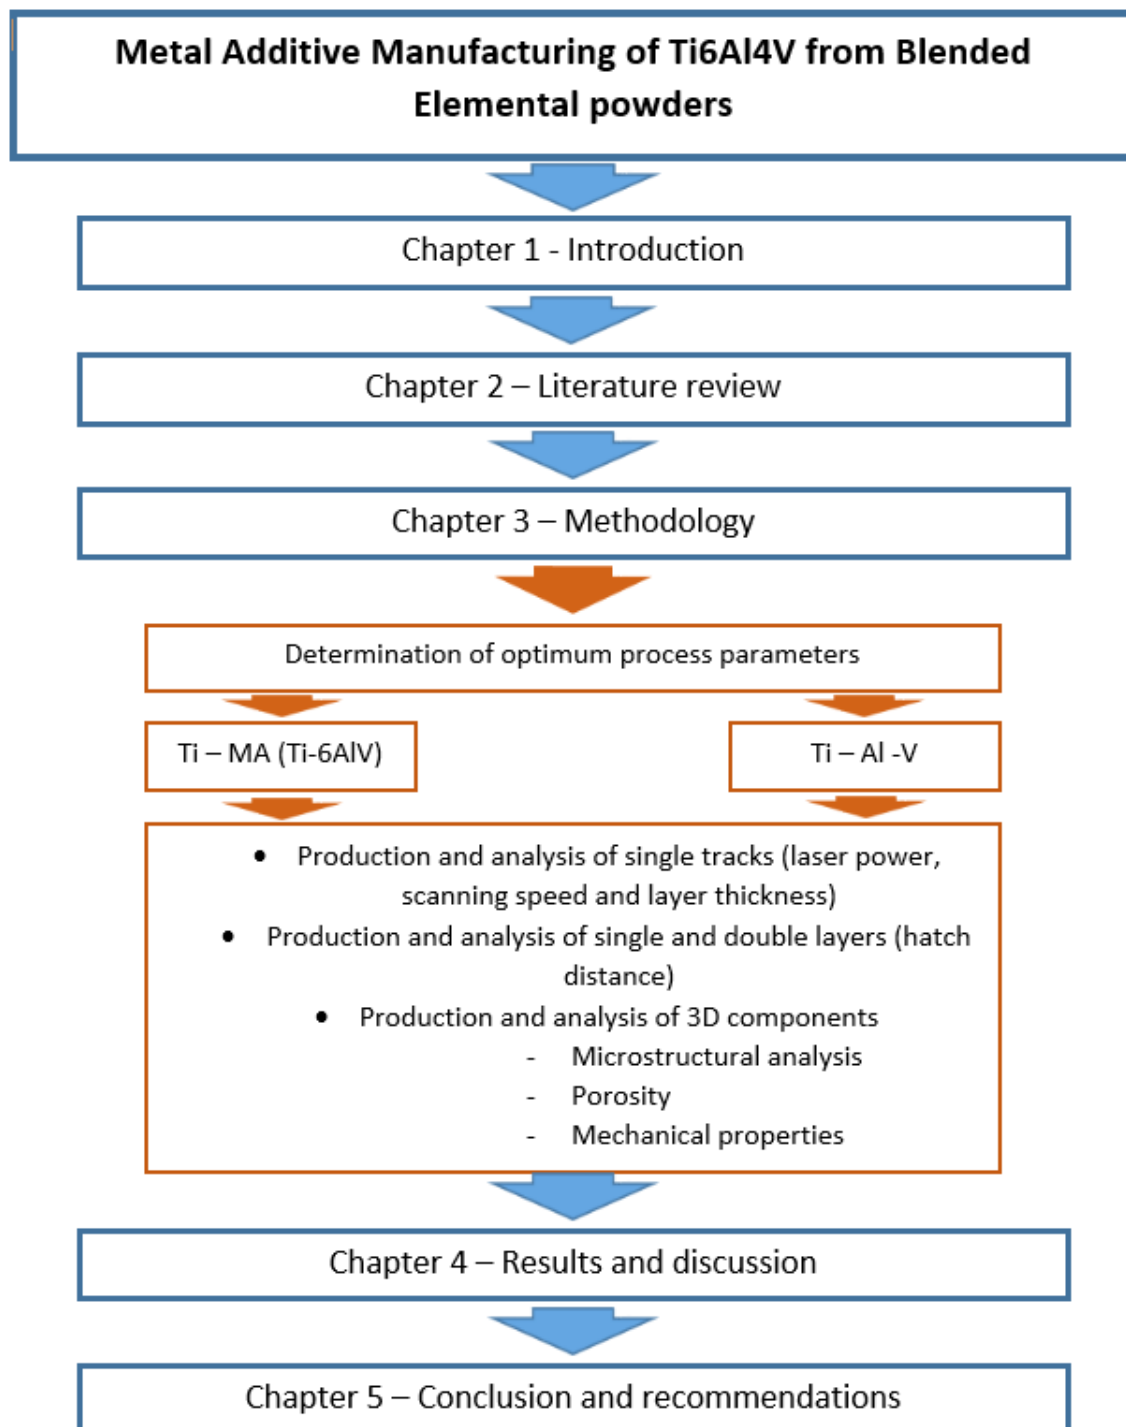 Metal Additive Manufacturing of Ti6Al4V from Blended
Elemental powders
Chapter 1 - Introduction
Chapter 2 – Literature review
Chapter 3 – Methodology
Determination of optimum process parameters
Ti – MA (Ti-6AlV)
Ti – Al -V
• Production and analysis of single tracks (laser power,
scanning speed and layer thickness)
• Production and analysis of single and double layers (hatch
distance)
• Production and analysis of 3D components
- Microstructural analysis
- Porosity
- Mechanical properties
Chapter 4 – Results and discussion
Chapter 5 – Conclusion and recommendations